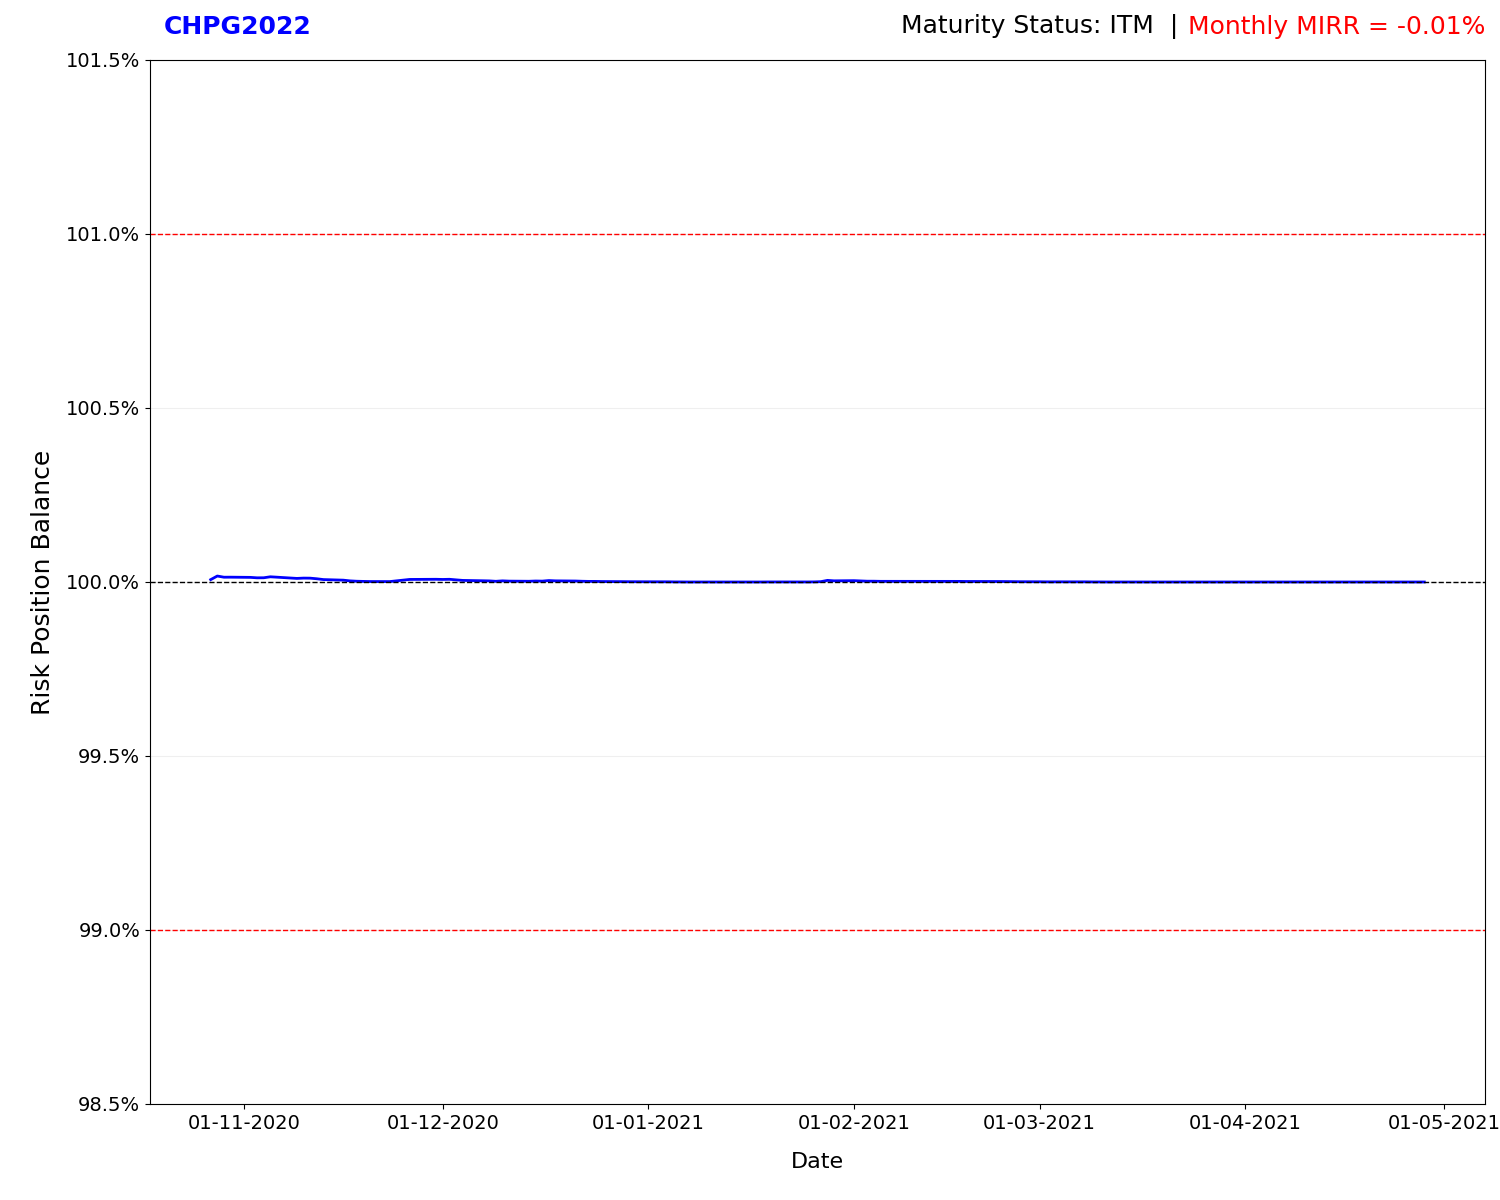 CHPG2022
Maturity Status: ITM | Monthly MIRR = -0.01%
101.5%
101.0%
100.5%
100.0%
99.5%
99.0%
98.5%
Risk Position Balance
01-11-2020 01-12-2020 01-01-2021 01-02-2021 01-03-2021 01-04-2021 01-05-2021
Date